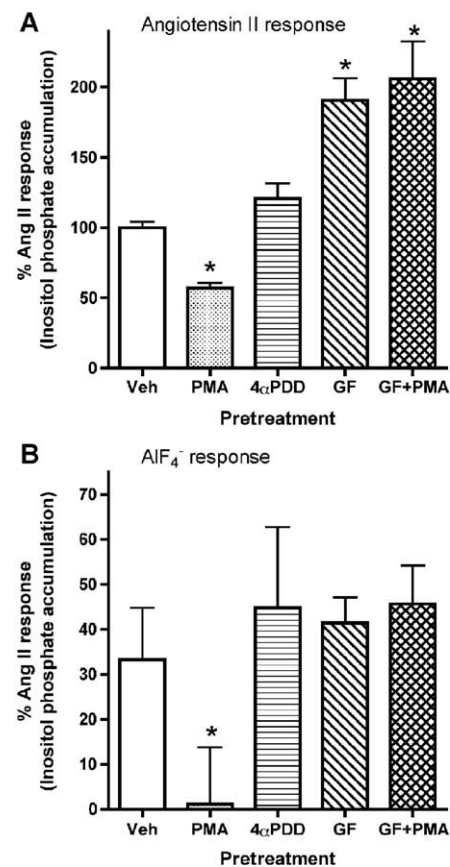 A
Angiotensin II response
% Ang II response
(Inositol phosphate accumulation)
200
150
100
50
0
*
*
*
Veh PMA 4αPDD GF GF+PMA
Pretreatment
B
AlF₄⁻ response
% Ang II response
(Inositol phosphate accumulation)
70
60
50
40
30
20
10
0
*
Veh PMA 4αPDD GF GF+PMA
Pretreatment